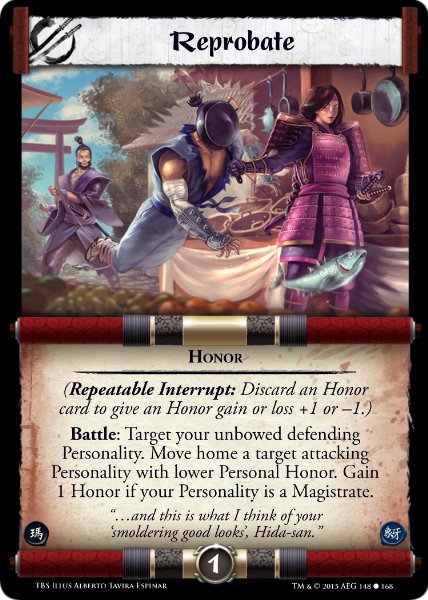 Reprobate
HONOR
(Repeatable Interrupt: Discard an Honor
card to give an Honor gain or loss +1 or –1.)
Battle: Target your unbowed defending
Personality. Move home a target attacking
Personality with lower Personal Honor. Gain
1 Honor if your Personality is a Magistrate.
“…and this is what I think of your
‘smoldering good looks’, Hida-san.”
瑪
1
TBS ILLUS ALBERTO TAVIRA ESPINAR
TM & © 2015 AEG 148 ● 168